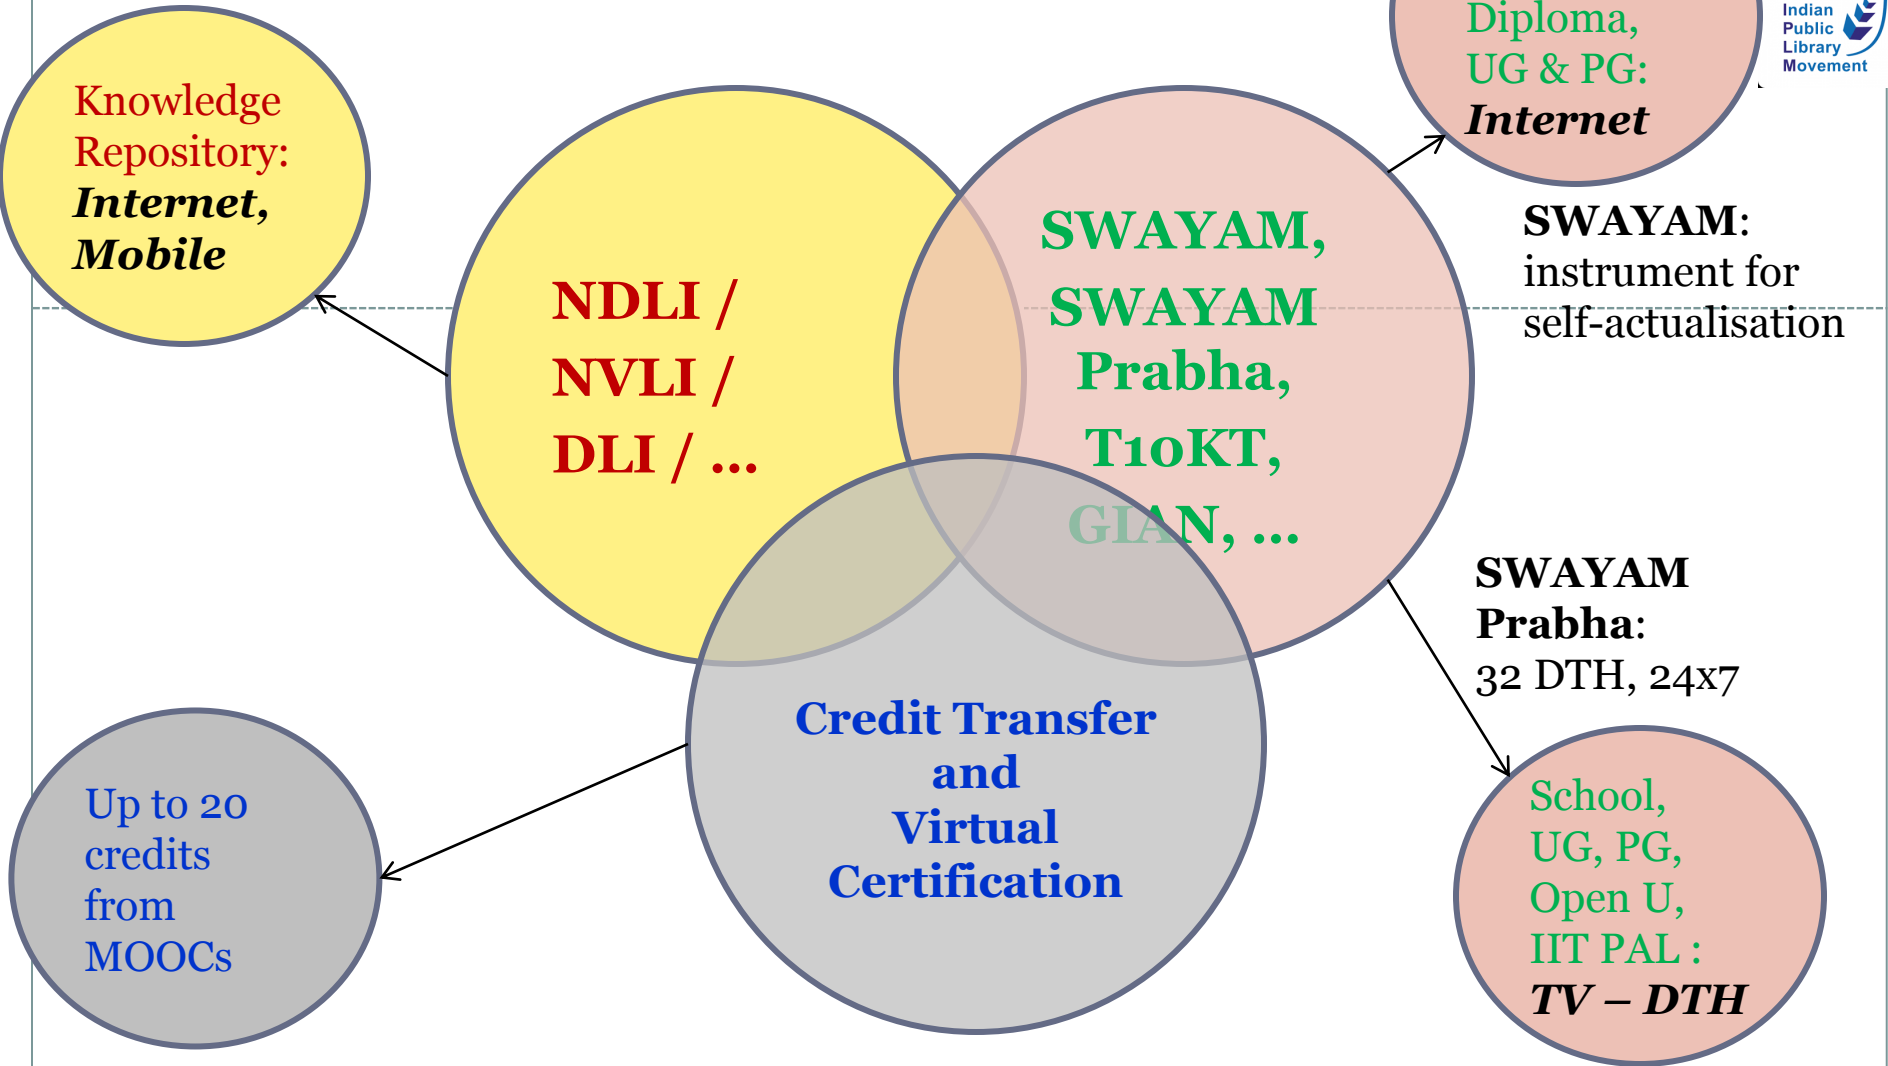 Indian
Public
Library
Movement
Diploma,
UG & PG:
Internet
Knowledge
Repository:
Internet,
Mobile
NDLI /
NVLI /
DLI / ...
SWAYAM,
SWAYAM
Prabha,
T10KT,
GIAN, ...
SWAYAM:
instrument for
self-actualisation
SWAYAM
Prabha:
32 DTH, 24x7
Credit Transfer
and
Virtual
Certification
Up to 20
credits
from
MOOCs
School,
UG, PG,
Open U,
IIT PAL :
TV – DTH